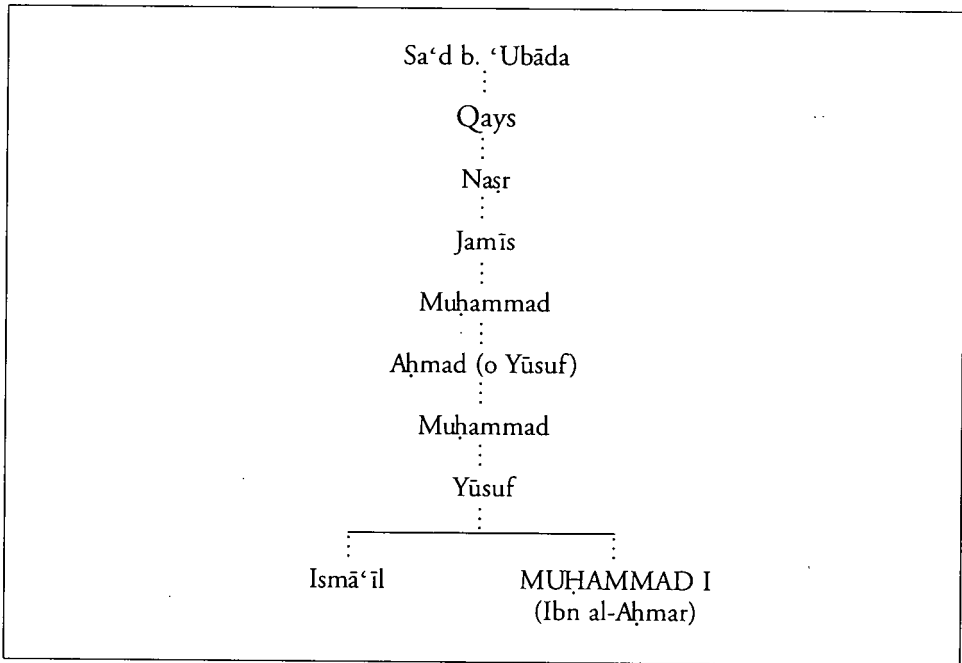 Sa‘d b. ‘Ubāda
Qays
Naṣr
Jamīs
Muḥammad
Aḥmad (o Yūsuf)
Muḥammad
Yūsuf
Ismā‘īl MUḤAMMAD I
(Ibn al-Aḥmar)